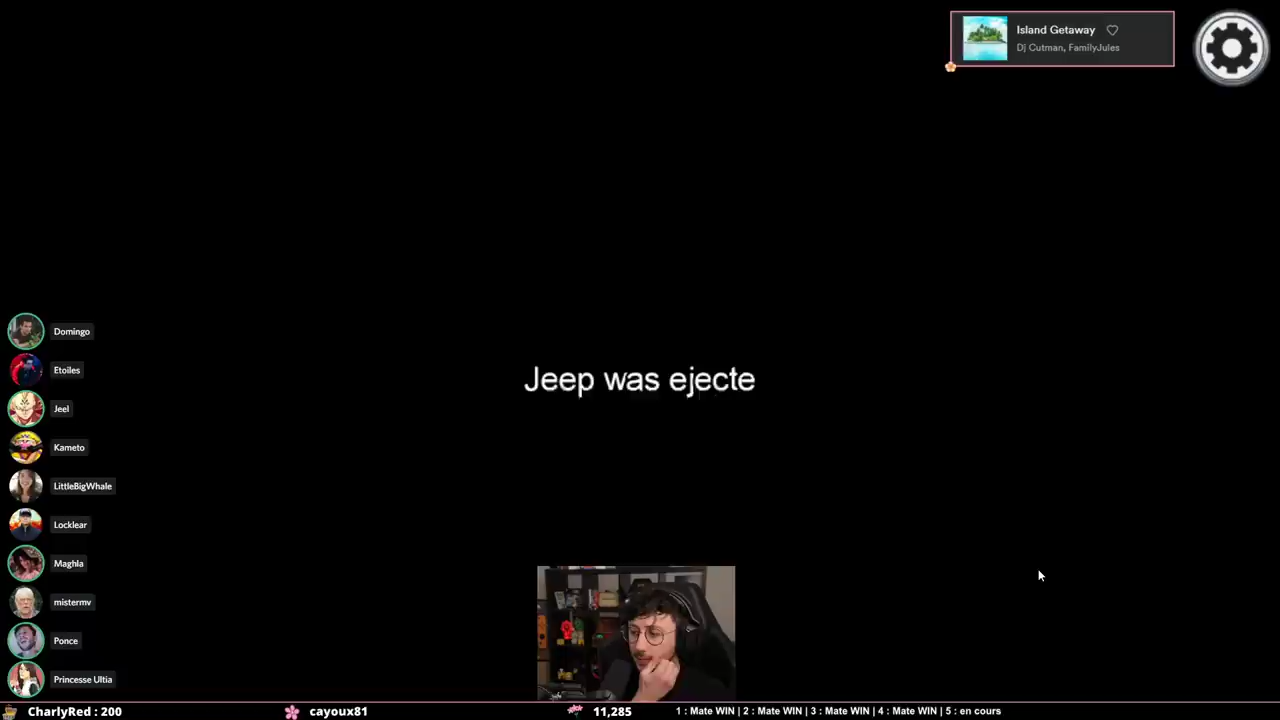 Island Getaway
Dj Cutman, FamilyJules
Domingo
Etoiles
Jeel
Jeep was ejecte
Kameto
LittleBigWhale
Locklear
Maghla
mistermv
Ponce
Princesse Ultia
CharlyRed : 200
cayoux81
11,285
1 : Mate WIN | 2 : Mate WIN | 3 : Mate WIN | 4 : Mate WIN | 5 : en cours